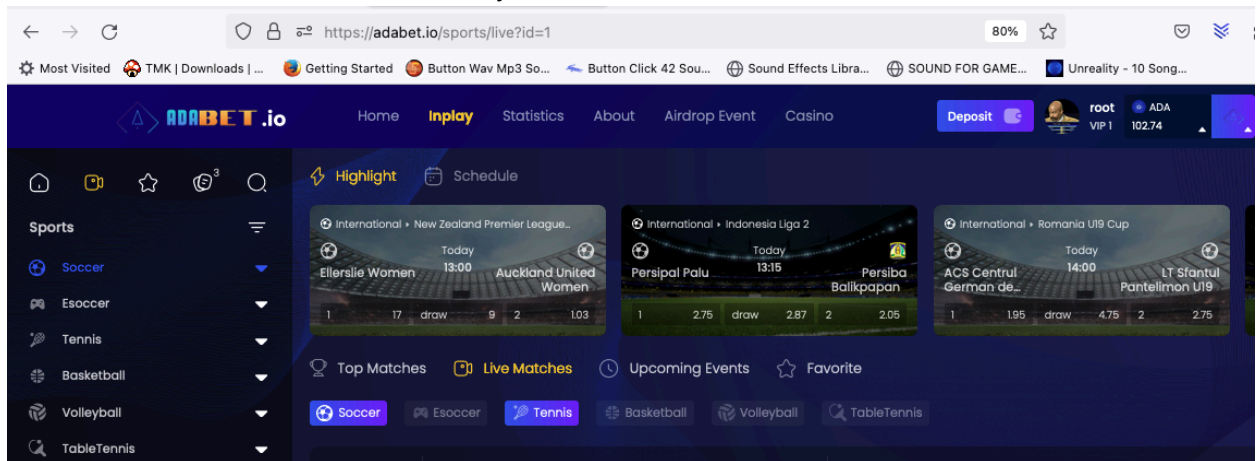 https://adabet.io/sports/live?id=1
80%
Most Visited
TMK | Downloads | ...
Getting Started
Button Wav Mp3 So...
Button Click 42 Sou...
Sound Effects Libra...
SOUND FOR GAME...
Unreality - 10 Song...
ADABET.io
Home
Inplay
Statistics
About
Airdrop Event
Casino
Deposit
root
VIP 1
ADA
102.74
3
Sports
Soccer
Esoccer
Tennis
Basketball
Volleyball
TableTennis
Highlight
Schedule
International
New Zealand Premier League...
Today
13:00
Ellerslie Women
Auckland United
Women
1 17 draw 9 2 1.03
International
Indonesia Liga 2
Today
13:15
Persipal Palu
Persiba
Balikpapan
1 2.75 draw 2.87 2 2.05
International
Romania U19 Cup
Today
14:00
ACS Centrul
German de...
LT Sfantul
Pantelimon U19
1 1.95 draw 4.75 2 2.75
Top Matches
Live Matches
Upcoming Events
Favorite
Soccer
Esoccer
Tennis
Basketball
Volleyball
TableTennis